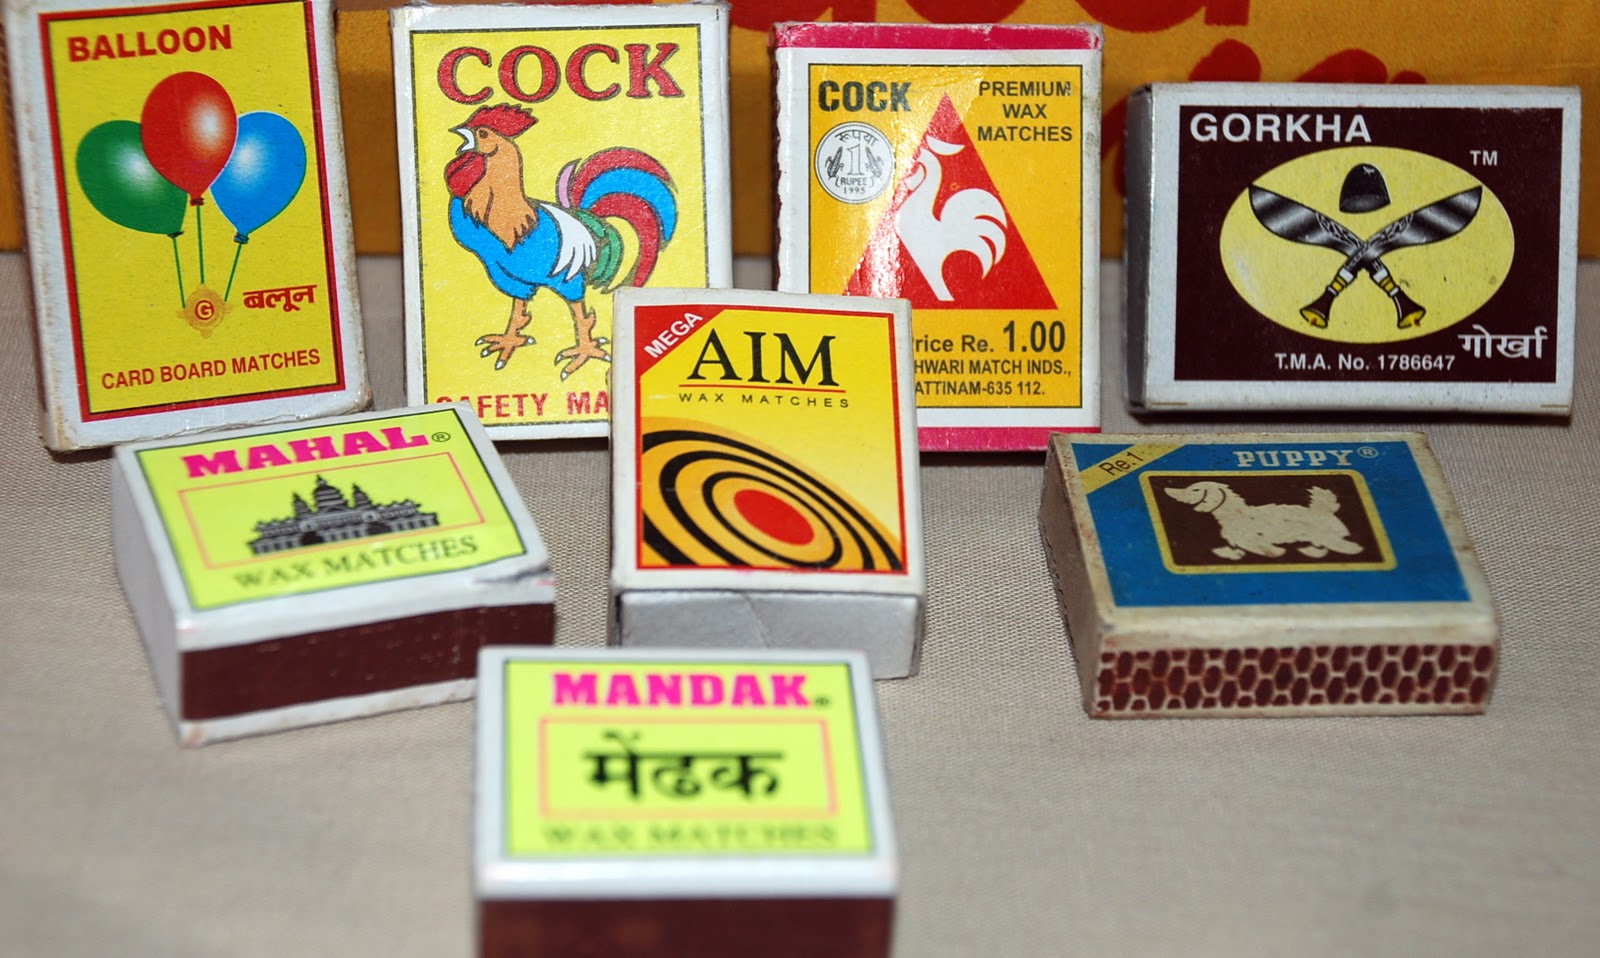 BALLOON
G
बलून
CARD BOARD MATCHES
COCK
SAFETY MA
COCK
PREMIUM
WAX
MATCHES
रुपया
1
RUPEE
1995
Price Re. 1.00
HWARI MATCH INDS.,
ATTINAM-635 112.
GORKHA
TM
गोर्खा
T.M.A. No. 1786647
MAHAL®
WAX MATCHES
MEGA
AIM
WAX MATCHES
Re.1
PUPPY®
MANDAK®
मेंढक
WAX MATCHES